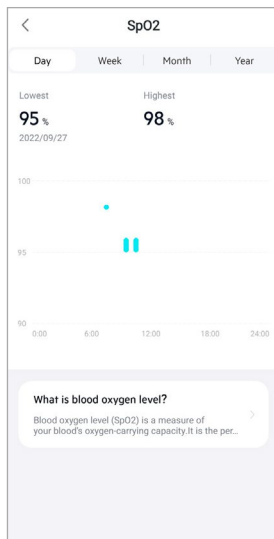 SpO2
Day Week Month Year
Lowest Highest
95 % 98 %
2022/09/27
100
95
90
0:00 6:00 12:00 18:00 24:00
What is blood oxygen level?
Blood oxygen level (SpO2) is a measure of
your blood's oxygen-carrying capacity.It is the per...